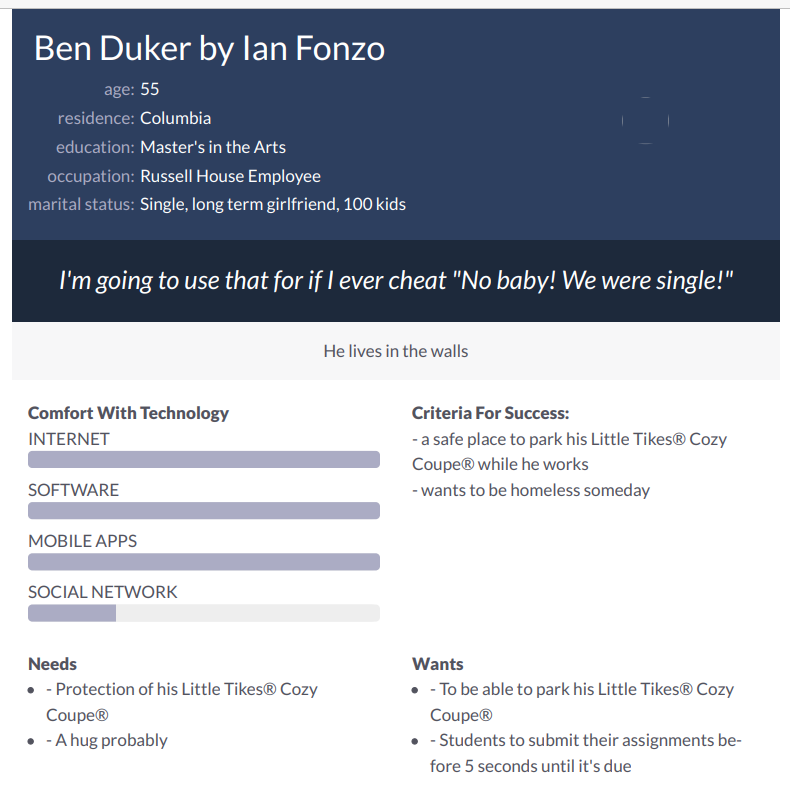 Ben Duker by Ian Fonzo
age: 55
residence: Columbia
education: Master's in the Arts
occupation: Russell House Employee
marital status: Single, long term girlfriend, 100 kids
I'm going to use that for if I ever cheat "No baby! We were single!"
He lives in the walls
Comfort With Technology
INTERNET
SOFTWARE
MOBILE APPS
SOCIAL NETWORK
Criteria For Success:
- a safe place to park his Little Tikes® Cozy
Coupe® while he works
- wants to be homeless someday
Needs
- - Protection of his Little Tikes® Cozy
Coupe®
- - A hug probably
Wants
- - To be able to park his Little Tikes® Cozy
Coupe®
- - Students to submit their assignments be-
fore 5 seconds until it's due